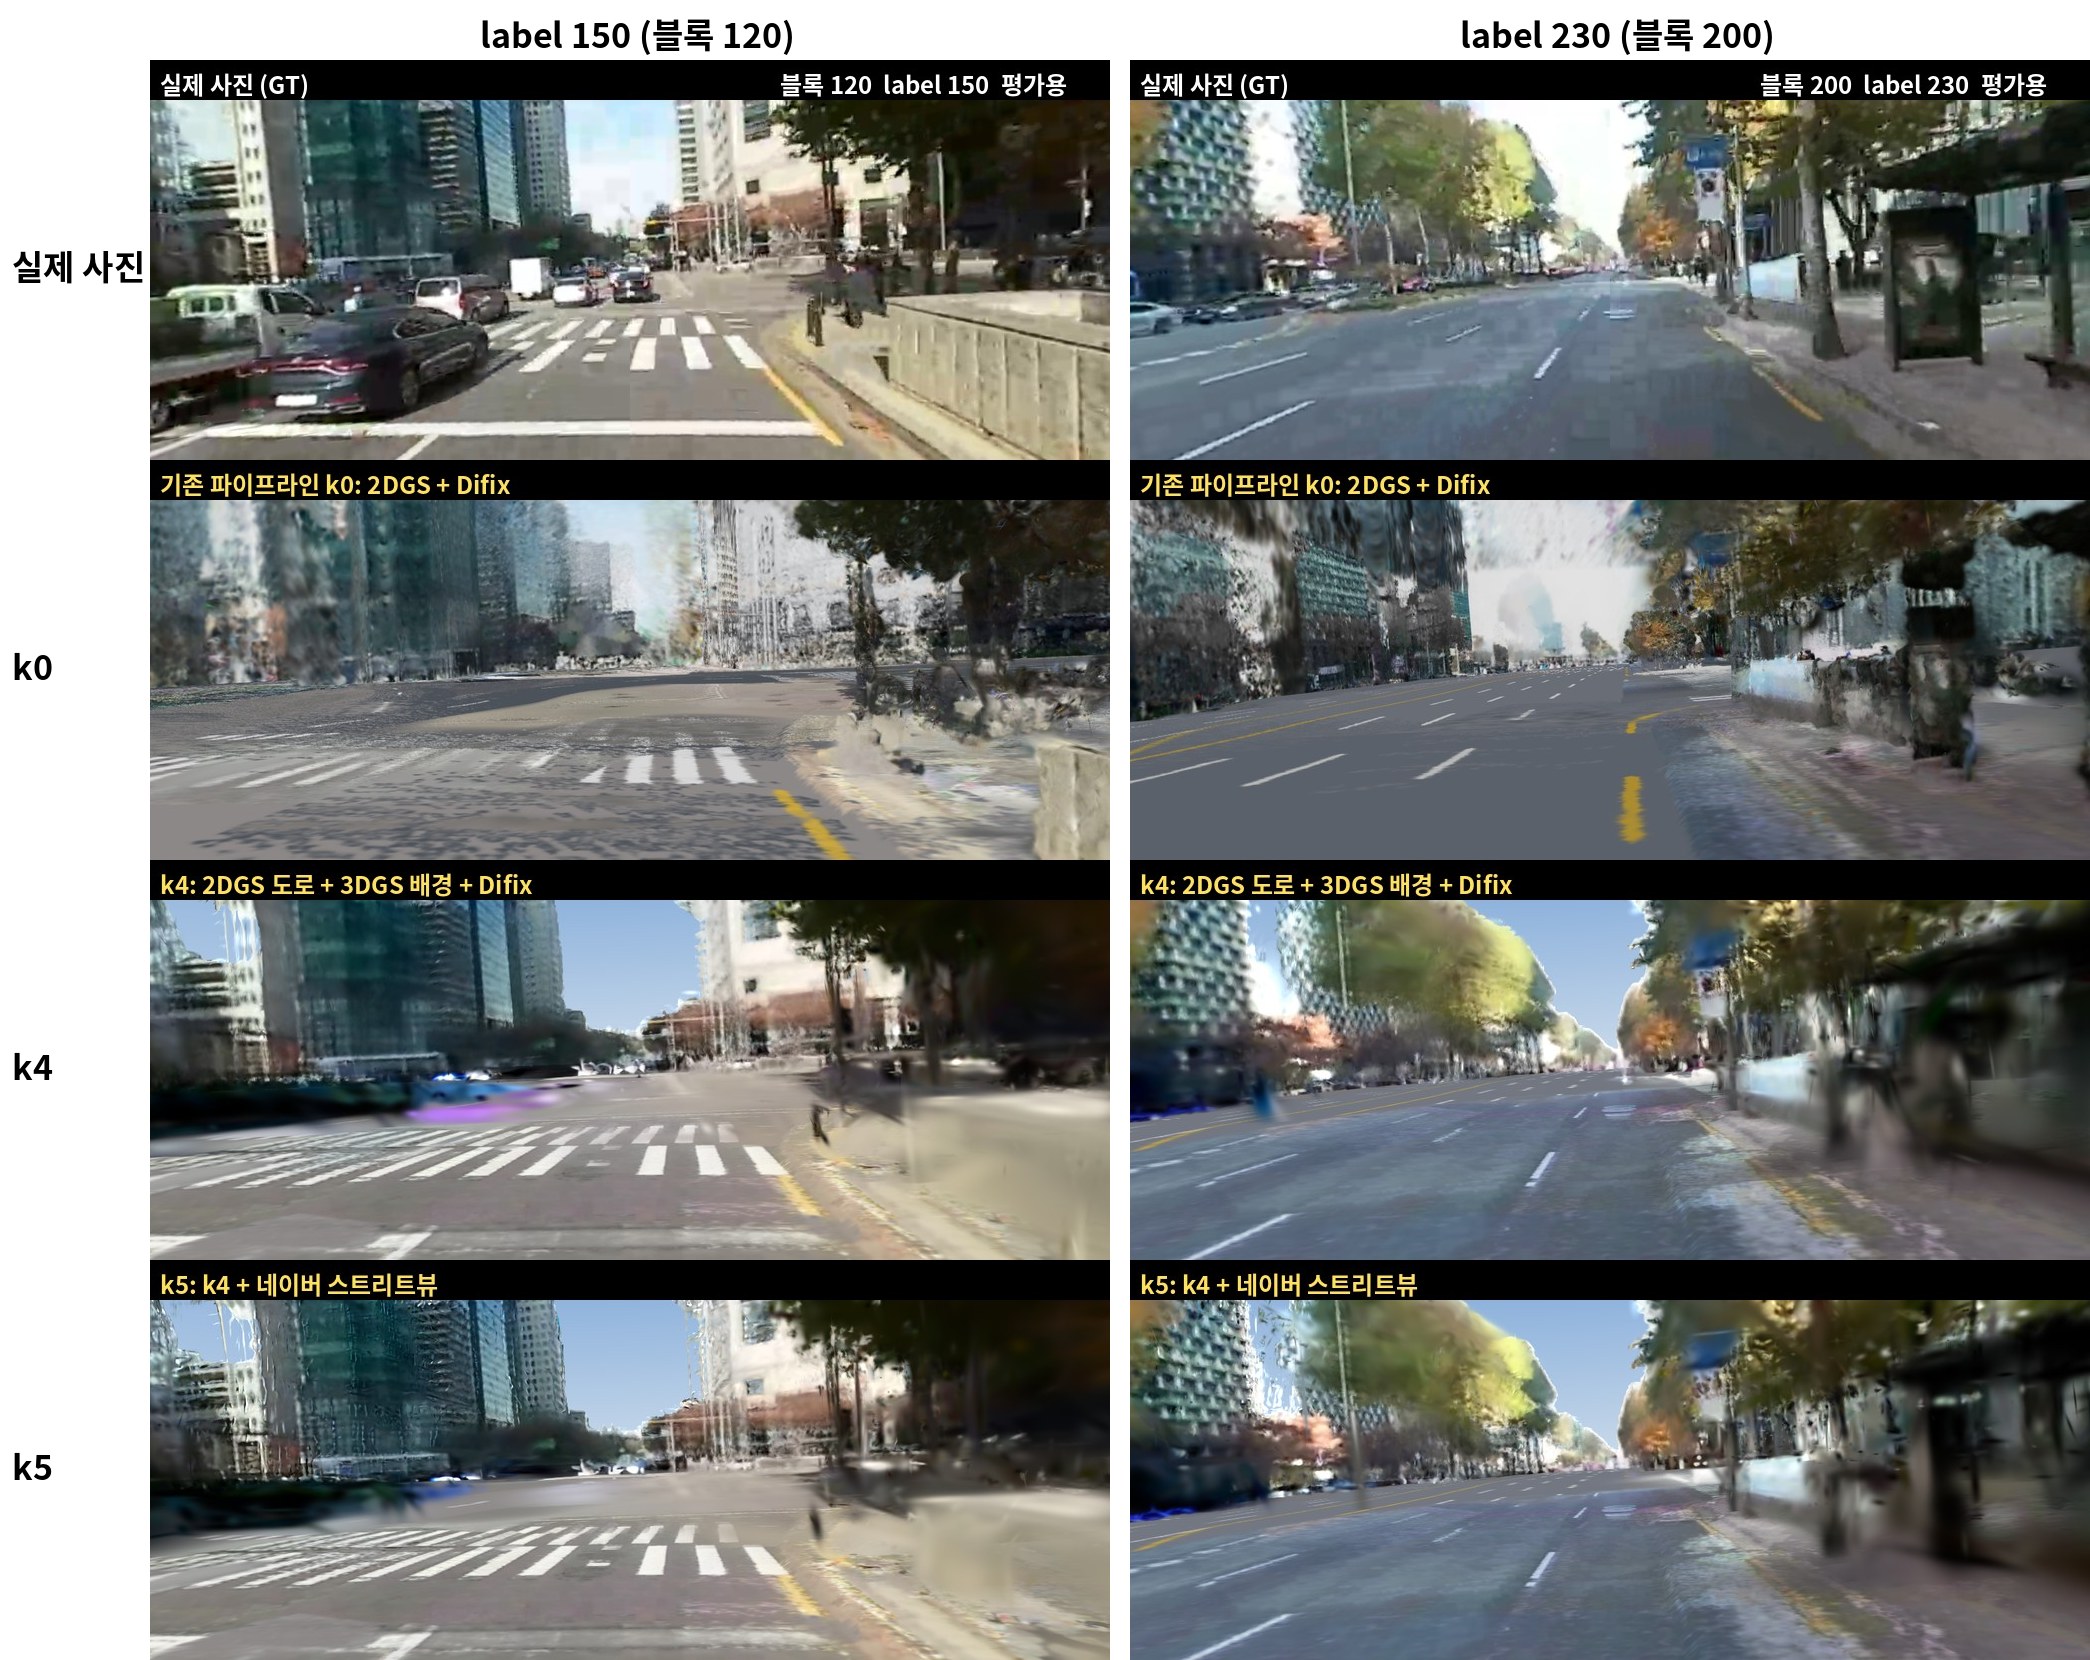 label 150 (블록 120)
label 230 (블록 200)
실제 사진
실제 사진 (GT)
블록 120 label 150 평가용
실제 사진 (GT)
블록 200 label 230 평가용
k0
기존 파이프라인 k0: 2DGS + Difix
기존 파이프라인 k0: 2DGS + Difix
k4
k4: 2DGS 도로 + 3DGS 배경 + Difix
k4: 2DGS 도로 + 3DGS 배경 + Difix
k5
k5: k4 + 네이버 스트리트뷰
k5: k4 + 네이버 스트리트뷰